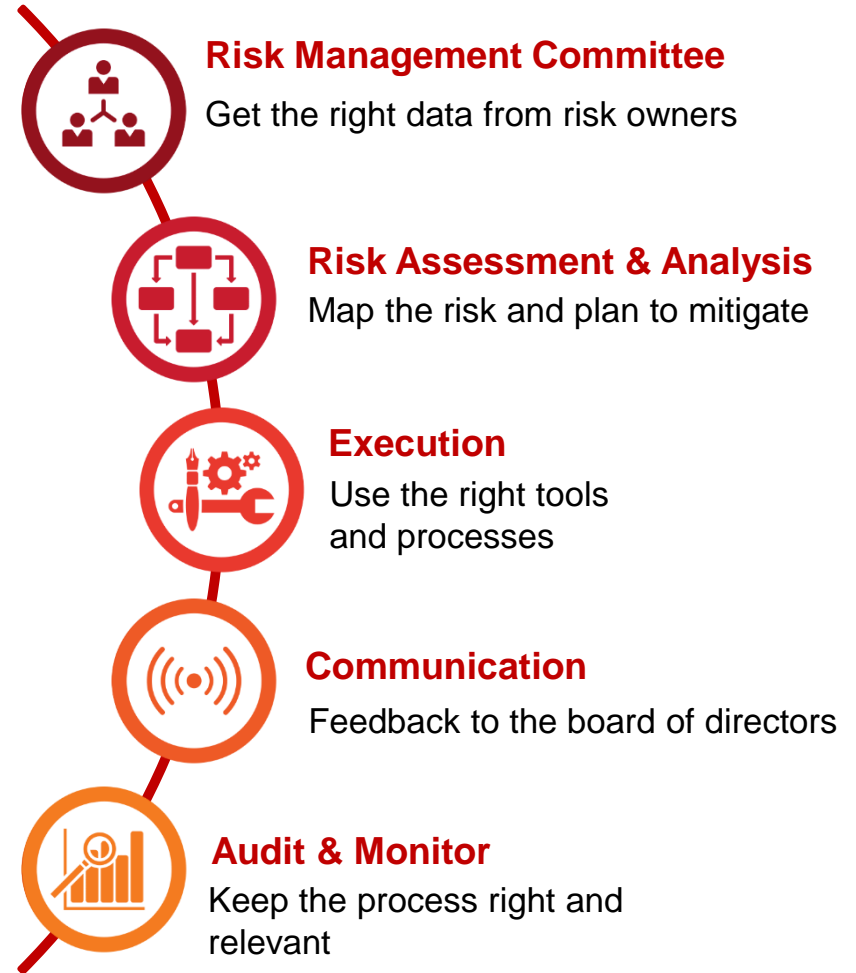 Risk Management Committee
Get the right data from risk owners
Risk Assessment & Analysis
Map the risk and plan to mitigate
Execution
Use the right tools
and processes
Communication
Feedback to the board of directors
Audit & Monitor
Keep the process right and
relevant